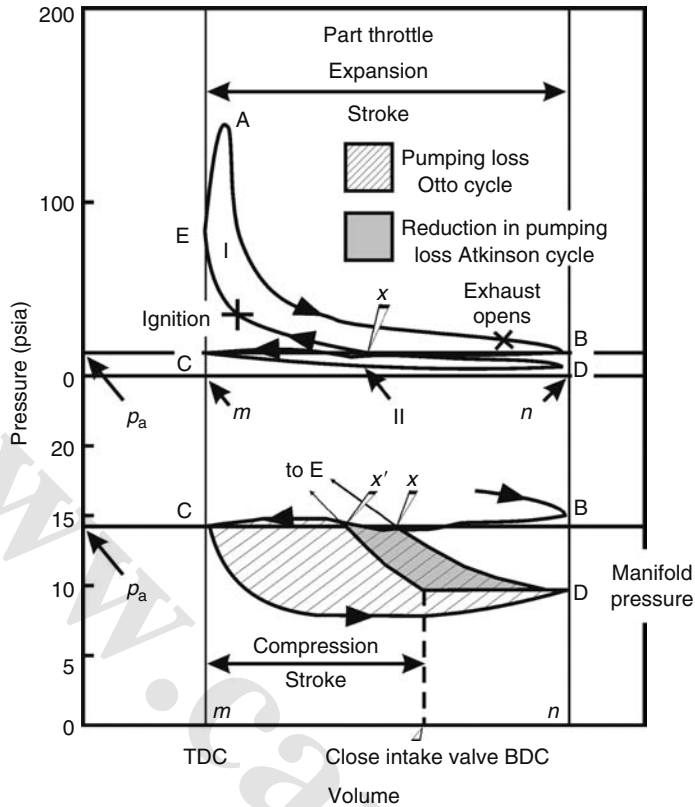 200
Part throttle
Expansion
Stroke
A
Pumping loss
Otto cycle
100
E
I
Reduction in pumping
loss Atkinson cycle
x
Exhaust
opens
Ignition
B
C
D
0
pa
m
II
n
Pressure (psia)
20
to E
x′
x
C
B
15
pa
Manifold
pressure
10
D
Compression
Stroke
5
m
n
0
TDC
Close intake valve BDC
Volume
www.ca